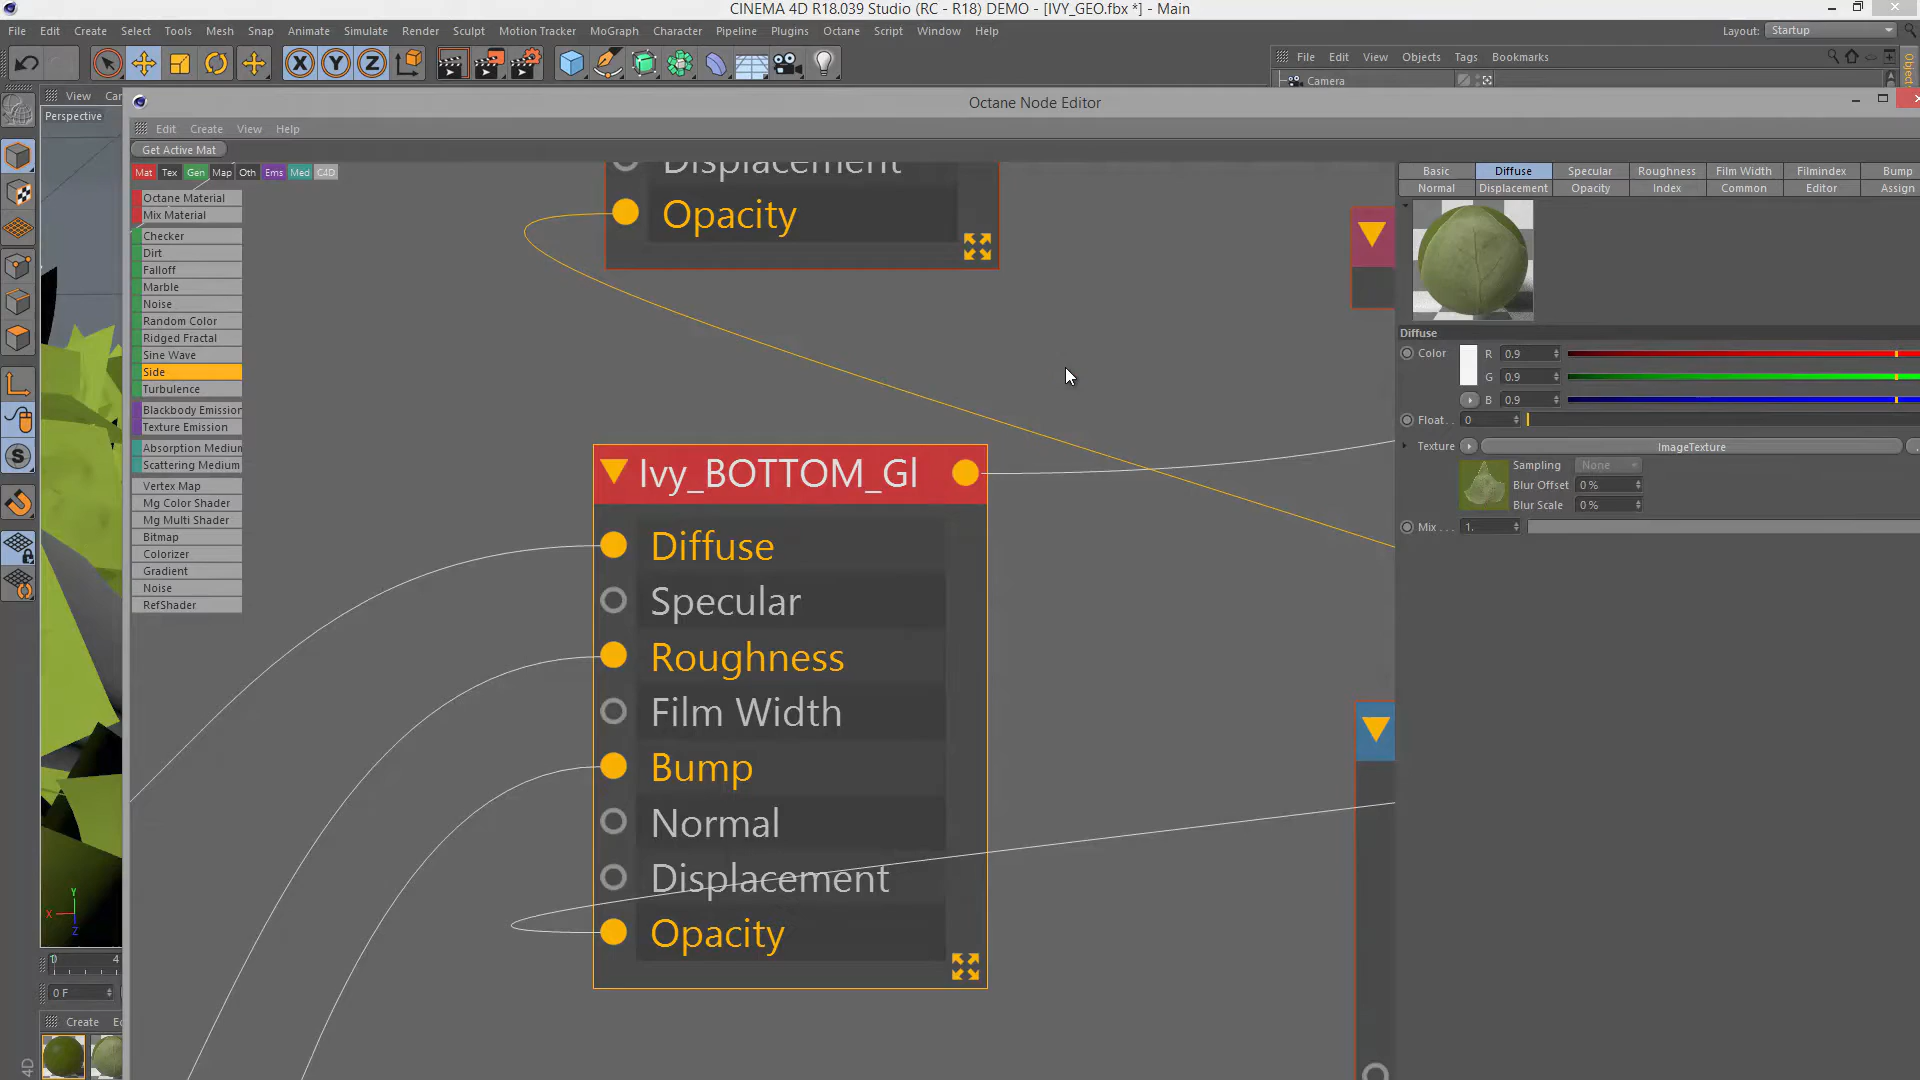 CINEMA 4D R18.039 Studio (RC - R18) DEMO - [IVY_GEO.fbx *] - Main
File Edit Create Select Tools Mesh Snap Animate Simulate Render Sculpt Motion Tracker MoGraph Character Pipeline Plugins Octane Script Window Help
Layout: Startup
X Y Z
File Edit View Objects Tags Bookmarks
Camera
View
Perspective
Octane Node Editor
Edit Create View Help
Get Active Mat
Mat Tex Gen Map Oth Ems Med C4D
Octane Material
Mix Material
Checker
Dirt
Falloff
Marble
Noise
Random Color
Ridged Fractal
Sine Wave
Side
Turbulence
Blackbody Emission
Texture Emission
Absorption Medium
Scattering Medium
Vertex Map
Mg Color Shader
Mg Multi Shader
Bitmap
Colorizer
Gradient
Noise
RefShader
Displacement
Opacity
Ivy_BOTTOM_Gl
Diffuse
Specular
Roughness
Film Width
Bump
Normal
Displacement
Opacity
Basic Diffuse Specular Roughness Film Width Filmindex Bump
Normal Displacement Opacity Index Common Editor Assign
Diffuse
Color R 0.9
G 0.9
B 0.9
Float. . 0
Texture ImageTexture
Sampling None
Blur Offset 0 %
Blur Scale 0 %
Mix . . . 1.
Y
X
Z
0 4
0 F
Create
4D